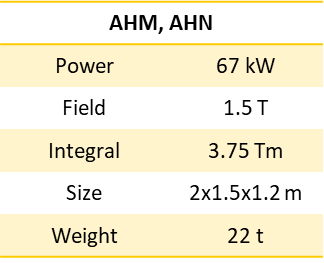 AHM, AHN
Power 67 kW
Field 1.5 T
Integral 3.75 Tm
Size 2x1.5x1.2 m
Weight 22 t